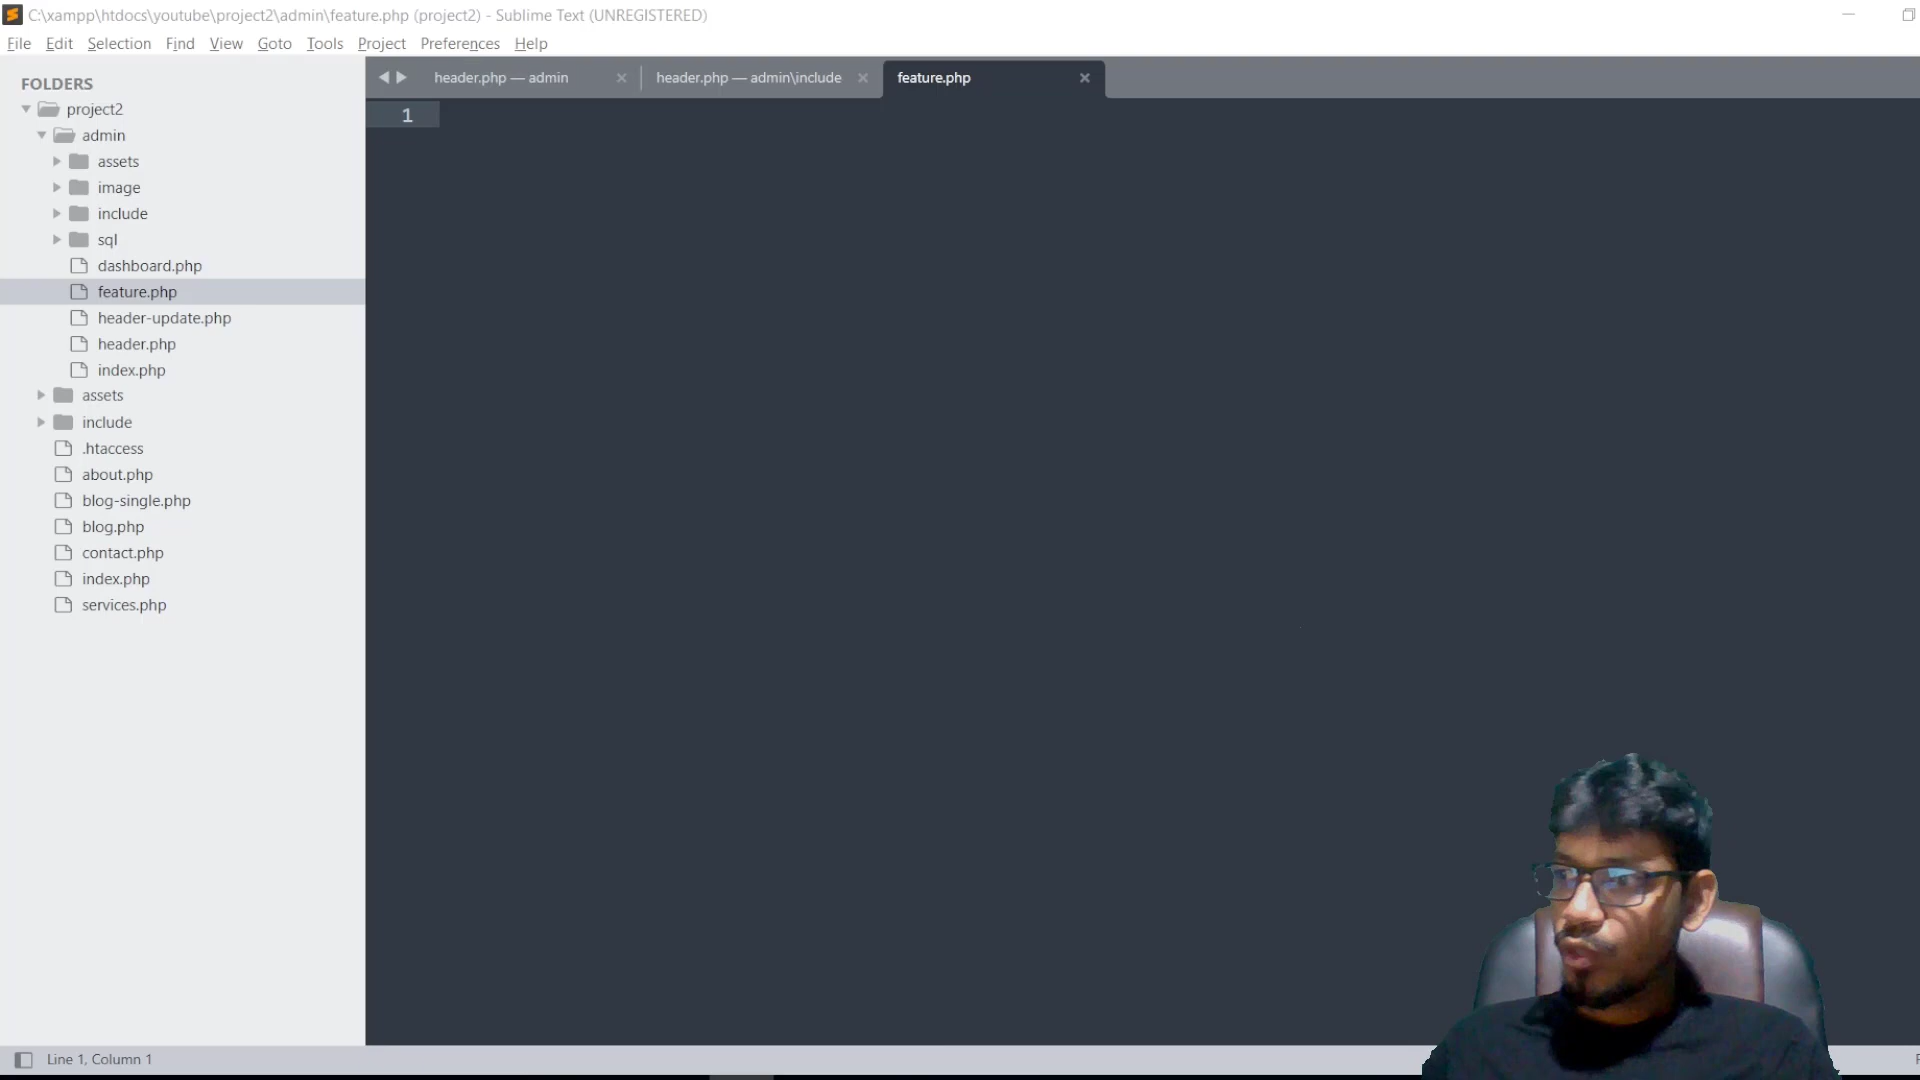 C:\xampp\htdocs\youtube\project2\admin\feature.php (project2) - Sublime Text (UNREGISTERED)
File Edit Selection Find View Goto Tools Project Preferences Help
FOLDERS
header.php — admin
header.php — admin\include
feature.php
1
project2
admin
assets
image
include
sql
dashboard.php
feature.php
header-update.php
header.php
index.php
assets
include
.htaccess
about.php
blog-single.php
blog.php
contact.php
index.php
services.php
Line 1, Column 1